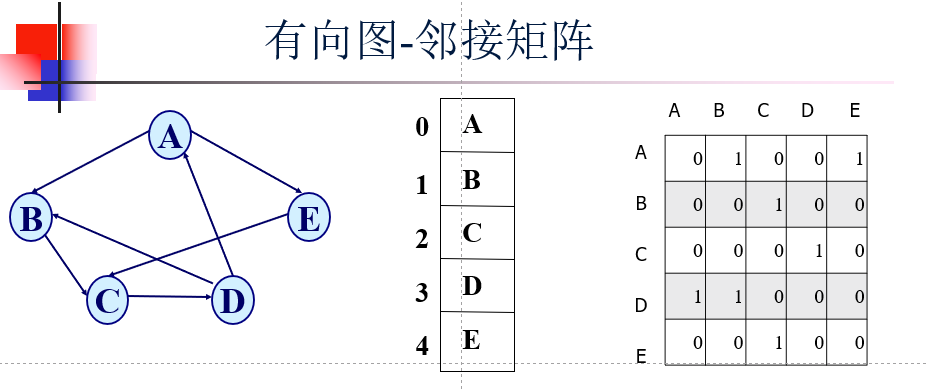 有向图-邻接矩阵
A
B
E
C
D
0 A
1 B
2 C
3 D
4 E
A B C D E
A 0 1 0 0 1
B 0 0 1 0 0
C 0 0 0 1 0
D 1 1 0 0 0
E 0 0 1 0 0